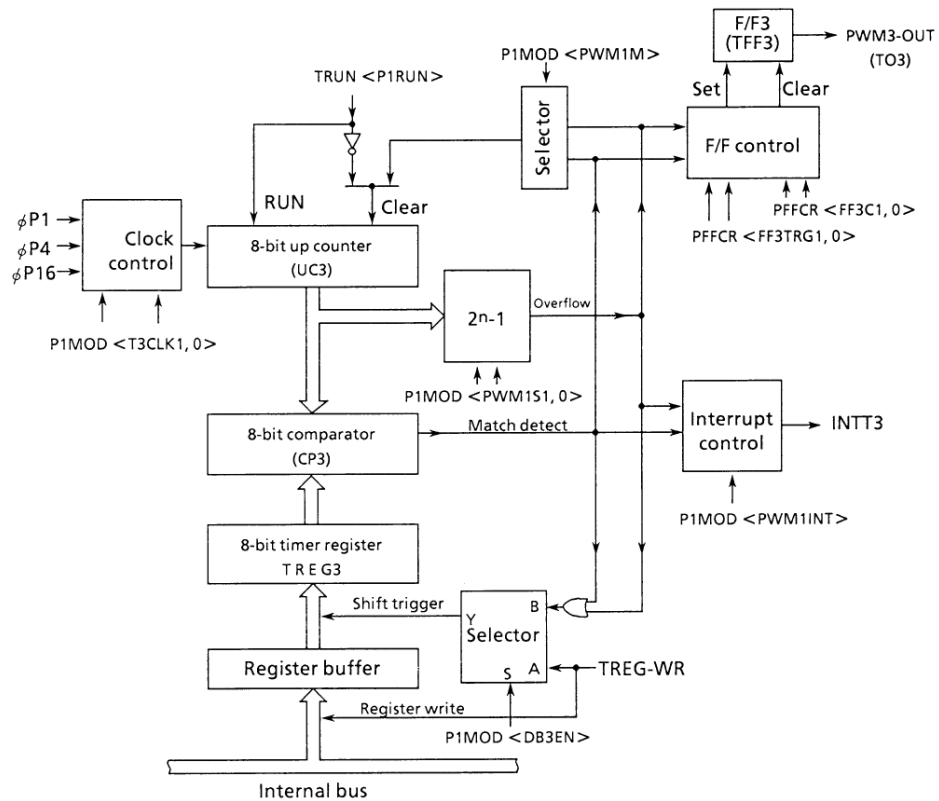 F/F3
(TFF3)
PWM3-OUT
(TO3)
P1MOD <PWM1M>
TRUN <P1RUN>
Set
Clear
Selector
F/F control
RUN
Clear
PFFCR <FF3C1, 0>
PFFCR <FF3TRG1, 0>
φP1
φP4
φP16
Clock
control
8-bit up counter
(UC3)
2n-1
Overflow
P1MOD <T3CLK1, 0>
P1MOD <PWM1S1, 0>
8-bit comparator
(CP3)
Match detect
Interrupt
control
INTT3
P1MOD <PWM1INT>
8-bit timer register
TREG3
Shift trigger
Y
B
Selector
S
A
TREG-WR
Register buffer
Register write
P1MOD <DB3EN>
Internal bus